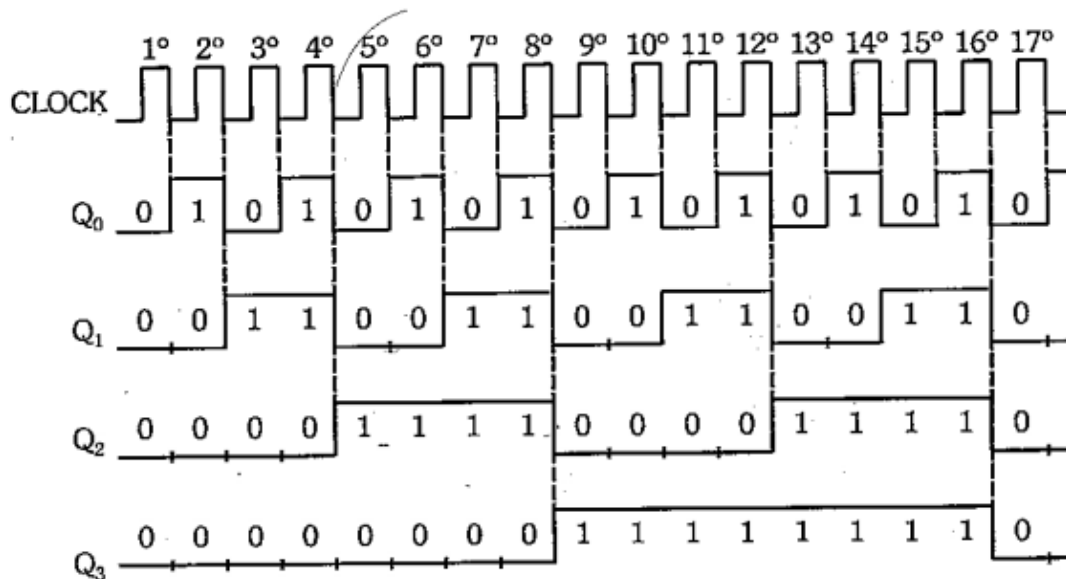 1º 2º 3º 4º 5º 6º 7º 8º 9º 10º 11º 12º 13º 14º 15º 16º 17º
CLOCK
Q0 0 1 0 1 0 1 0 1 0 1 0 1 0 1 0 1 0
Q1 0 0 1 1 0 0 1 1 0 0 1 1 0 0 1 1 0
Q2 0 0 0 0 1 1 1 1 0 0 0 0 1 1 1 1 0
Q3 0 0 0 0 0 0 0 0 1 1 1 1 1 1 1 1 0